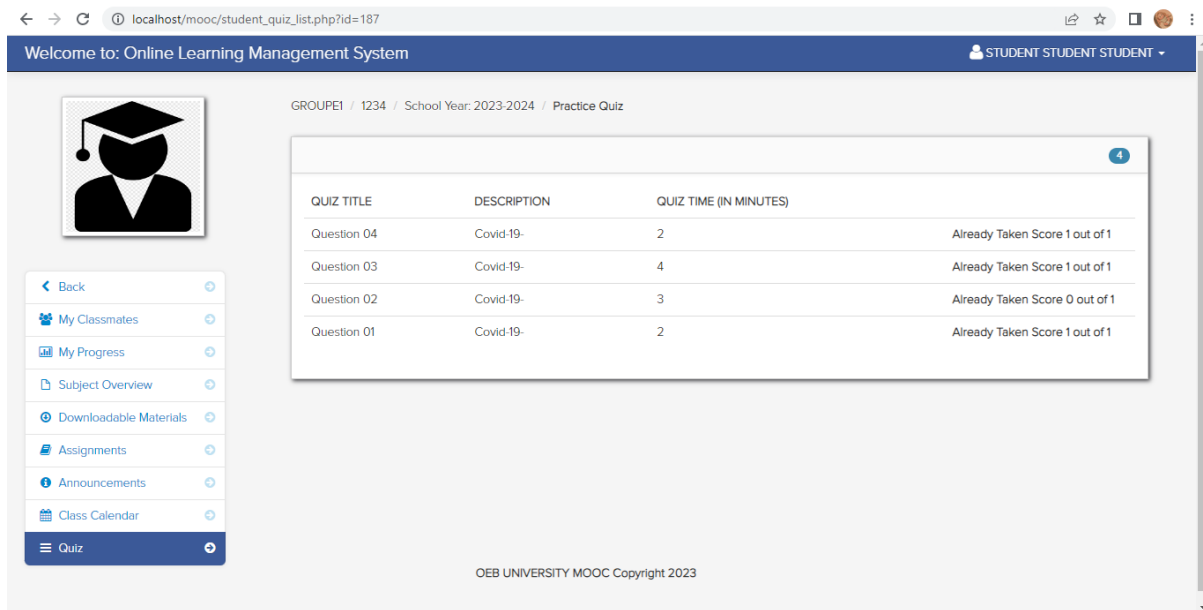 localhost/mooc/student_quiz_list.php?id=187
Welcome to: Online Learning Management System STUDENT STUDENT STUDENT
GROUPE1 / 1234 / School Year: 2023-2024 / Practice Quiz
4
QUIZ TITLE DESCRIPTION QUIZ TIME (IN MINUTES)
Question 04 Covid-19- 2 Already Taken Score 1 out of 1
Question 03 Covid-19- 4 Already Taken Score 1 out of 1
Question 02 Covid-19- 3 Already Taken Score 0 out of 1
Question 01 Covid-19- 2 Already Taken Score 1 out of 1
Back
My Classmates
My Progress
Subject Overview
Downloadable Materials
Assignments
Announcements
Class Calendar
Quiz
OEB UNIVERSITY MOOC Copyright 2023